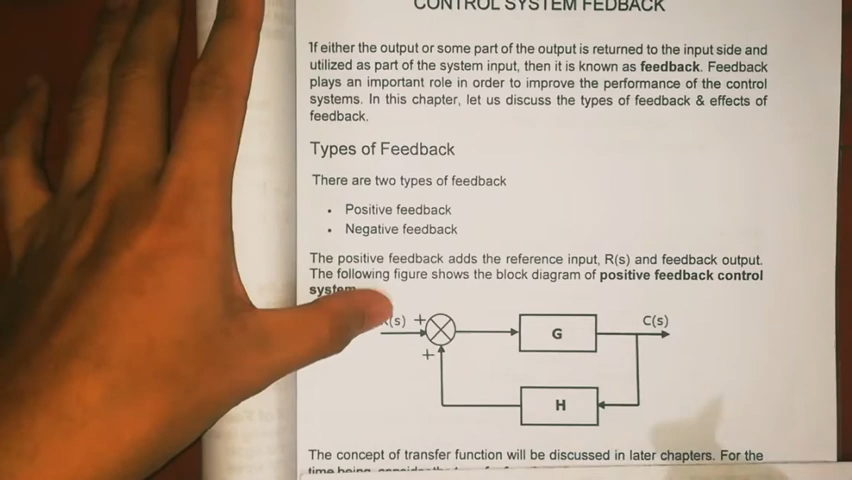 CONTROL SYSTEM FEDBACK
If either the output or some part of the output is returned to the input side and
utilized as part of the system input, then it is known as feedback. Feedback
plays an important role in order to improve the performance of the control
systems. In this chapter, let us discuss the types of feedback & effects of
feedback.
Types of Feedback
There are two types of feedback
• Positive feedback
• Negative feedback
The positive feedback adds the reference input, R(s) and feedback output.
The following figure shows the block diagram of positive feedback control
system
(s) +
C(s)
G
+
H
The concept of transfer function will be discussed in later chapters. For the
time being